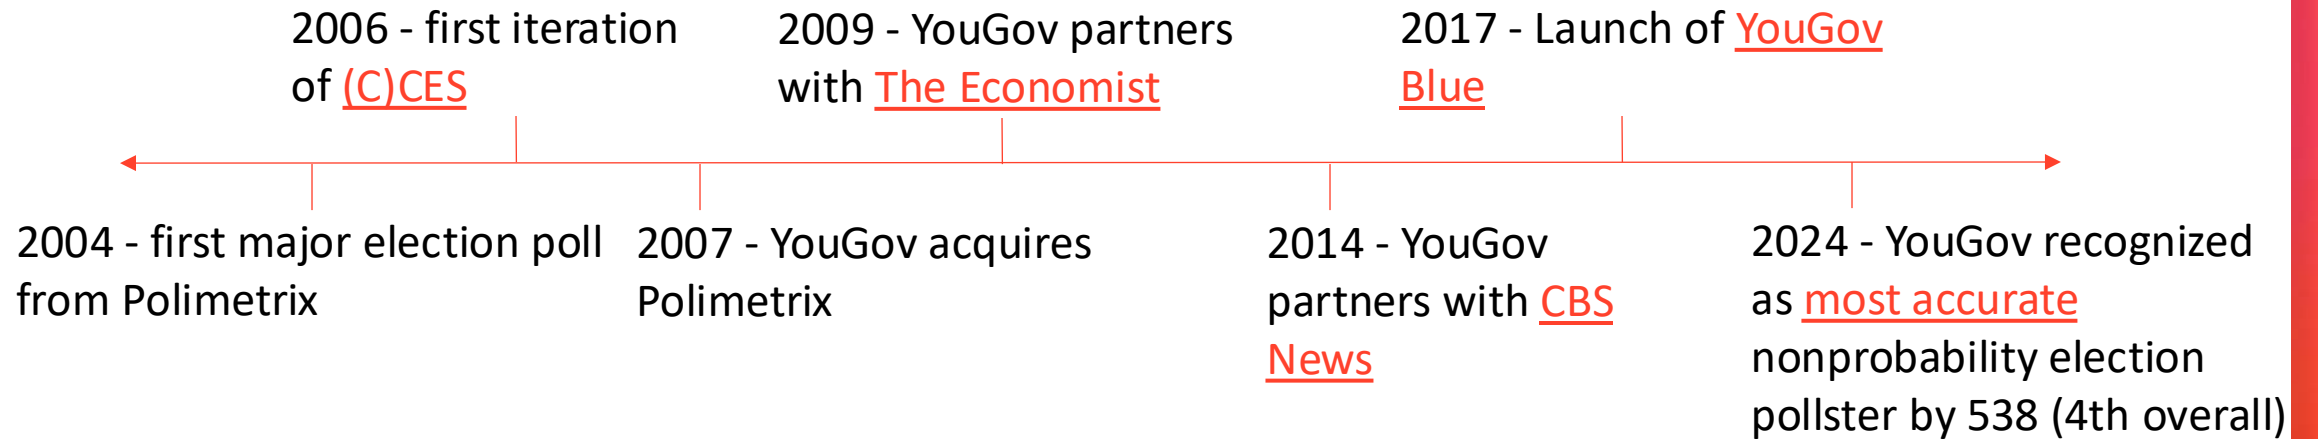 2006 - first iteration
of (C)CES
2009 - YouGov partners
with The Economist
2017 - Launch of YouGov
Blue
2004 - first major election poll
from Polimetrix
2007 - YouGov acquires
Polimetrix
2014 - YouGov
partners with CBS
News
2024 - YouGov recognized
as most accurate
nonprobability election
pollster by 538 (4th overall)